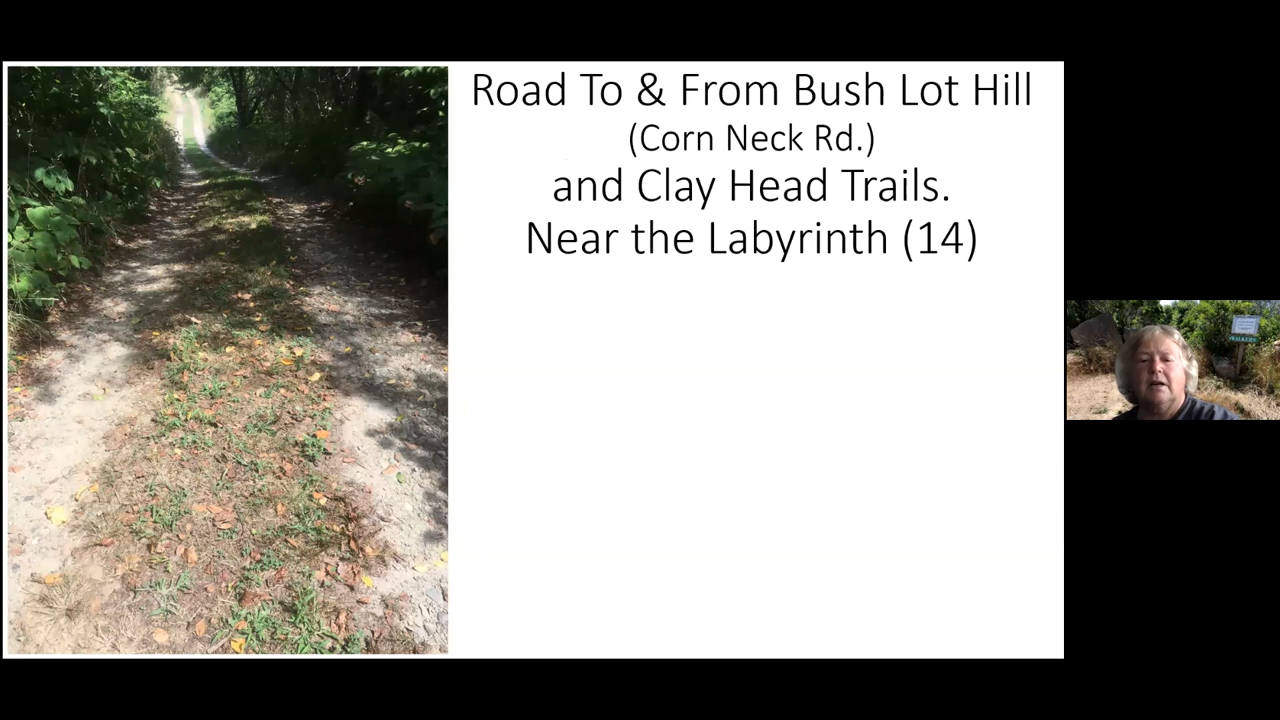 Road To & From Bush Lot Hill
(Corn Neck Rd.)
and Clay Head Trails.
Near the Labyrinth (14)